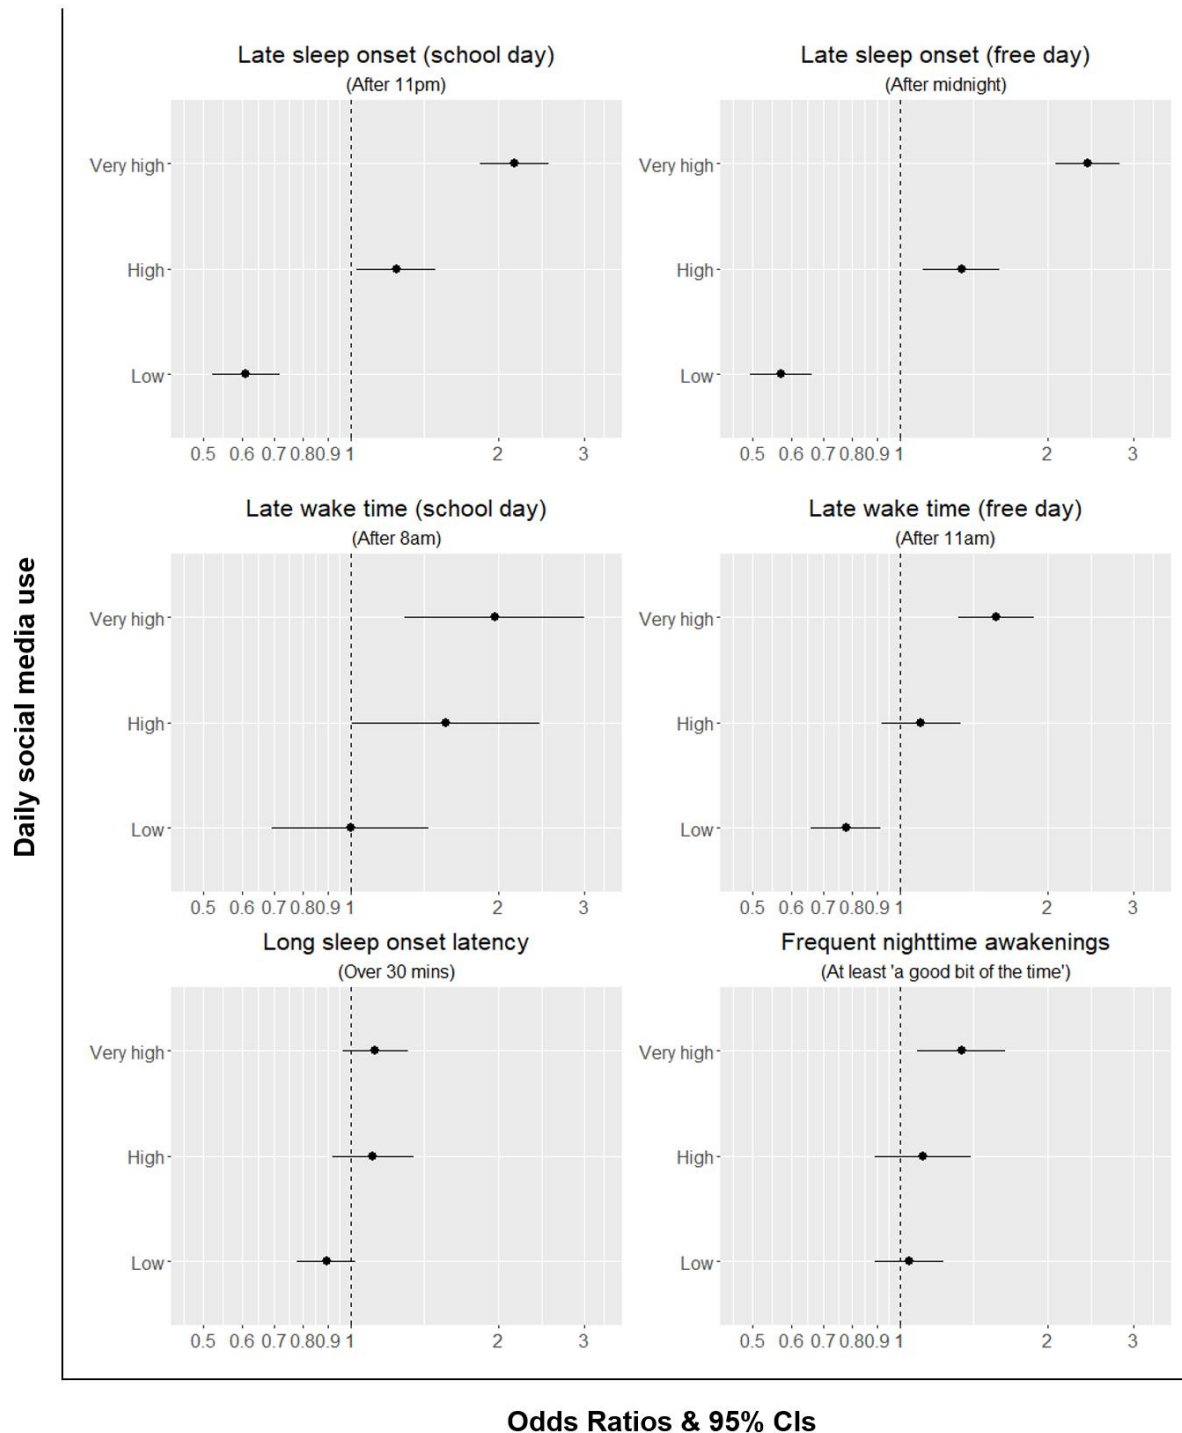 Late sleep onset (school day)
(After 11pm)
Very high
High
Low
0.5 0.6 0.7 0.8 0.9 1 2 3
Late sleep onset (free day)
(After midnight)
Very high
High
Low
0.5 0.6 0.7 0.8 0.9 1 2 3
Late wake time (school day)
(After 8am)
Very high
High
Low
0.5 0.6 0.7 0.8 0.9 1 2 3
Late wake time (free day)
(After 11am)
Very high
High
Low
0.5 0.6 0.7 0.8 0.9 1 2 3
Long sleep onset latency
(Over 30 mins)
Very high
High
Low
0.5 0.6 0.7 0.8 0.9 1 2 3
Frequent nighttime awakenings
(At least 'a good bit of the time')
Very high
High
Low
0.5 0.6 0.7 0.8 0.9 1 2 3
Daily social media use
Odds Ratios & 95% CIs